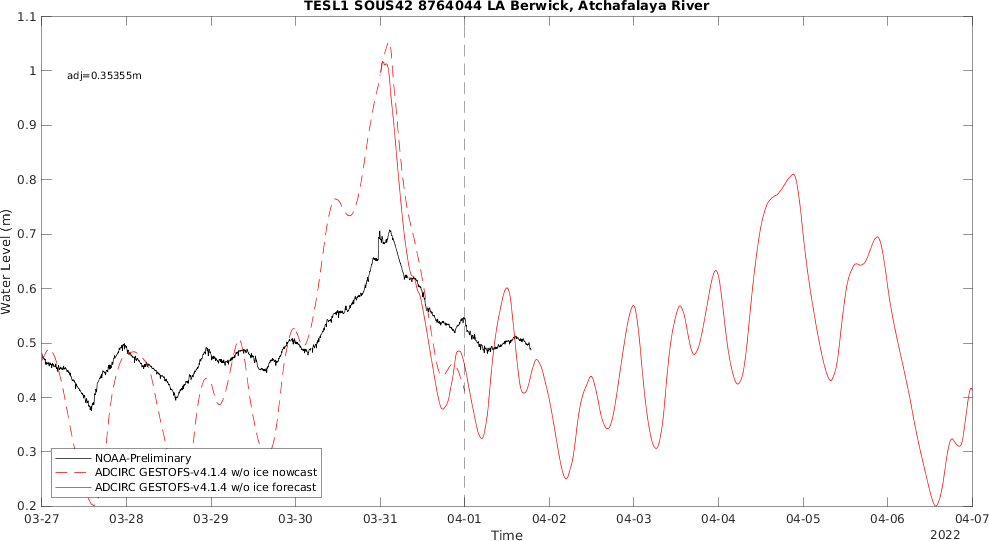 TESL1 SOUS42 8764044 LA Berwick, Atchafalaya River
1.1
1
0.9
0.8
0.7
0.6
0.5
0.4
0.3
0.2
Water Level (m)
adj=0.35355m
NOAA-Preliminary
ADCIRC GESTOFS-v4.1.4 w/o ice nowcast
ADCIRC GESTOFS-v4.1.4 w/o ice forecast
03-27 03-28 03-29 03-30 03-31 04-01 04-02 04-03 04-04 04-05 04-06 04-07
Time
2022